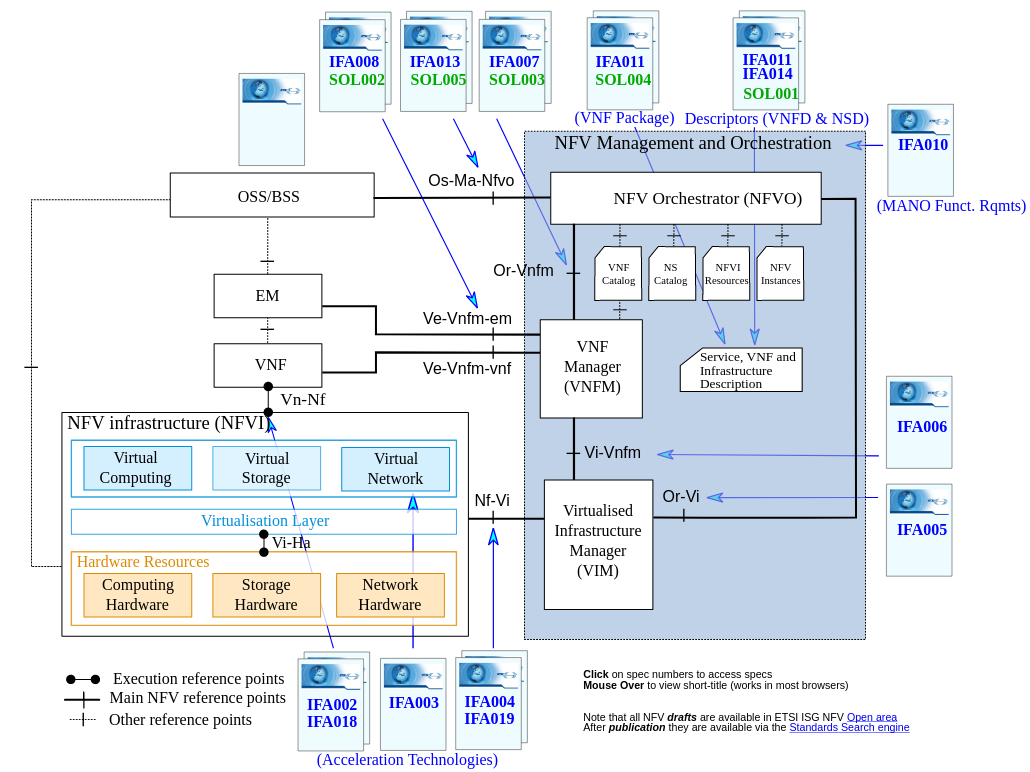 IFA008
SOL002
IFA013
SOL005
IFA007
SOL003
IFA011
SOL004
IFA011
IFA014
SOL001
(VNF Package)
Descriptors (VNFD & NSD)
IFA010
(MANO Funct. Rqmts)
NFV Management and Orchestration
Os-Ma-Nfvo
OSS/BSS
NFV Orchestrator (NFVO)
Or-Vnfm
VNF
Catalog
NS
Catalog
NFVI
Resources
NFV
Instances
EM
Ve-Vnfm-em
VNF
Ve-Vnfm-vnf
VNF
Manager
(VNFM)
Service, VNF and
Infrastructure
Description
Vn-Nf
NFV infrastructure (NFVI)
Virtual
Computing
Virtual
Storage
Virtual
Network
Vi-Vnfm
IFA006
Nf-Vi
Or-Vi
IFA005
Virtualised
Infrastructure
Manager
(VIM)
Virtualisation Layer
Vi-Ha
Hardware Resources
Computing
Hardware
Storage
Hardware
Network
Hardware
Execution reference points
Main NFV reference points
Other reference points
IFA002
IFA018
IFA003
IFA004
IFA019
(Acceleration Technologies)
Click on spec numbers to access specs
Mouse Over to view short-title (works in most browsers)
Note that all NFV drafts are available in ETSI ISG NFV Open area
After publication they are available via the Standards Search engine